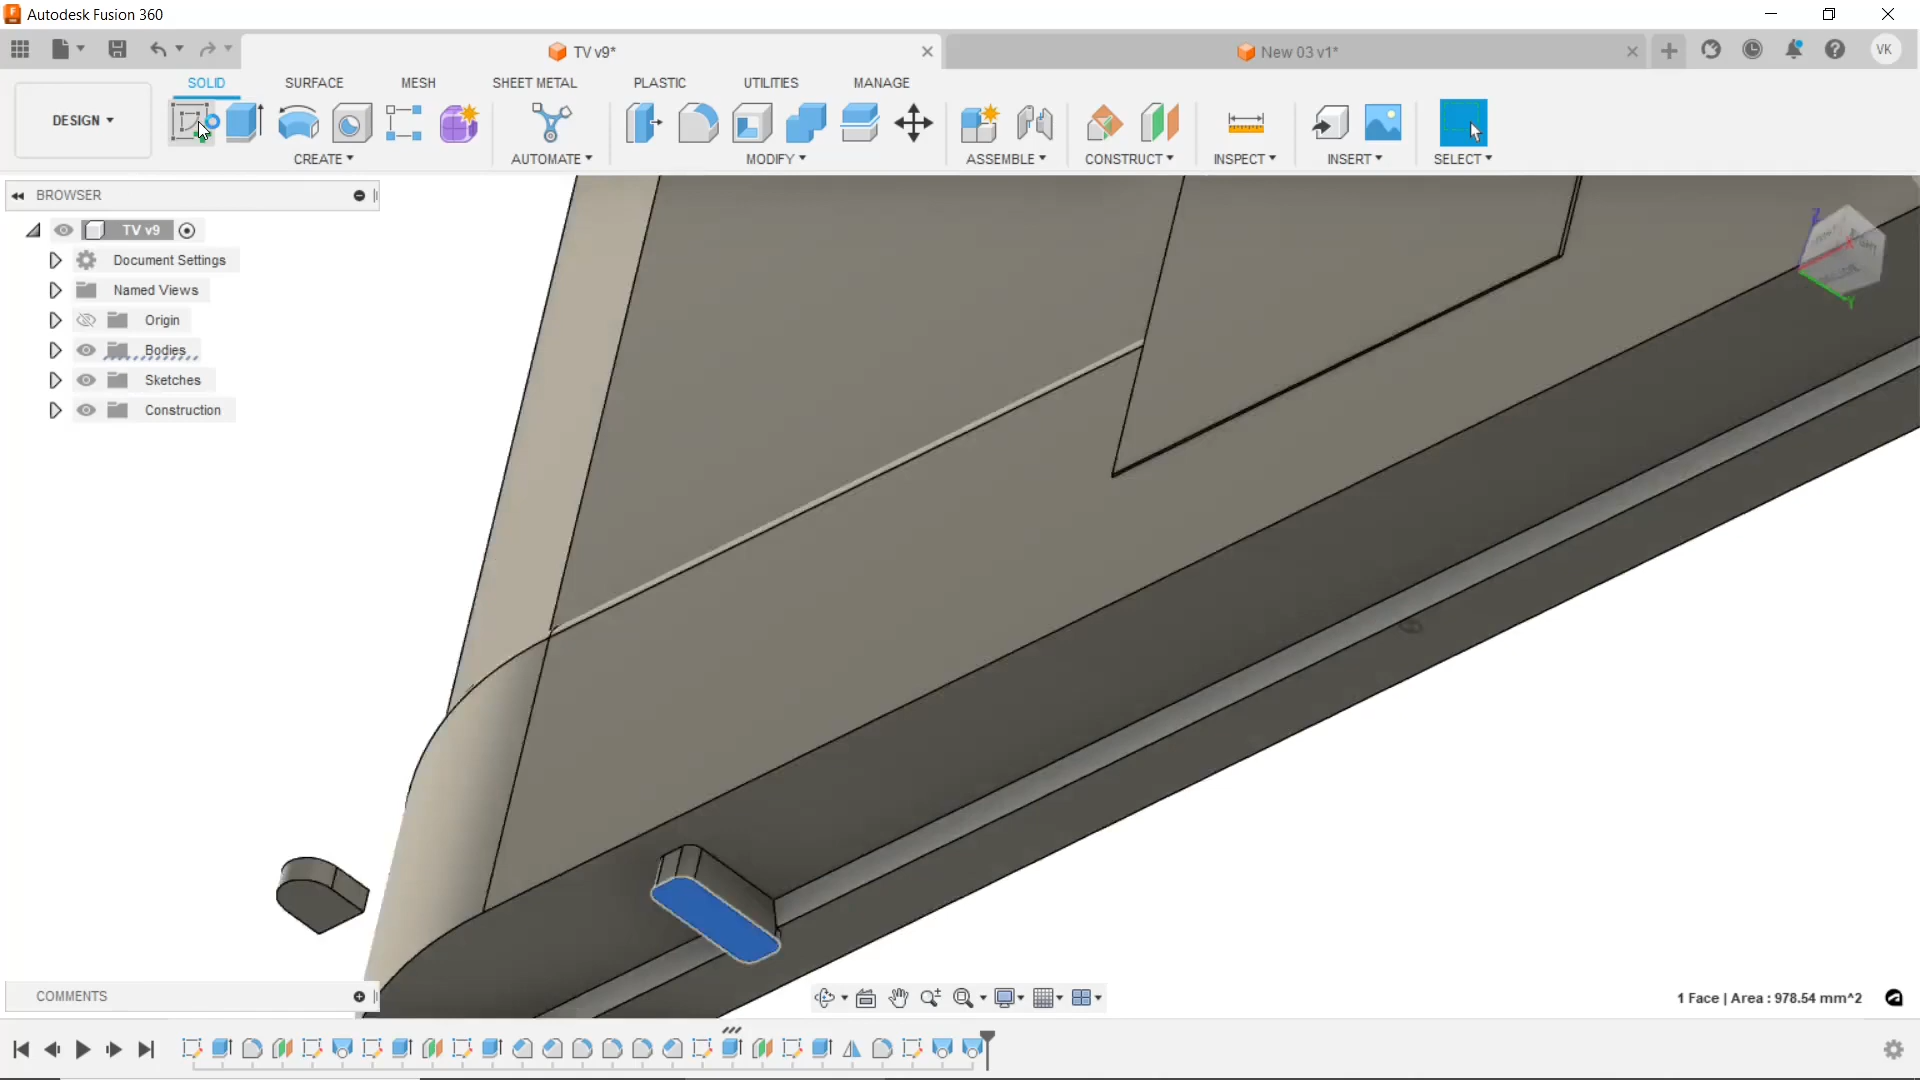 Autodesk Fusion 360
TV v9*
New 03 v1*
VK
DESIGN
SOLID
SURFACE
MESH
SHEET METAL
PLASTIC
UTILITIES
MANAGE
CREATE
AUTOMATE
MODIFY
ASSEMBLE
CONSTRUCT
INSPECT
INSERT
SELECT
BROWSER
TV v9
Document Settings
Named Views
Origin
Bodies
Sketches
Construction
Z
X
Y
COMMENTS
1 Face | Area : 978.54 mm^2